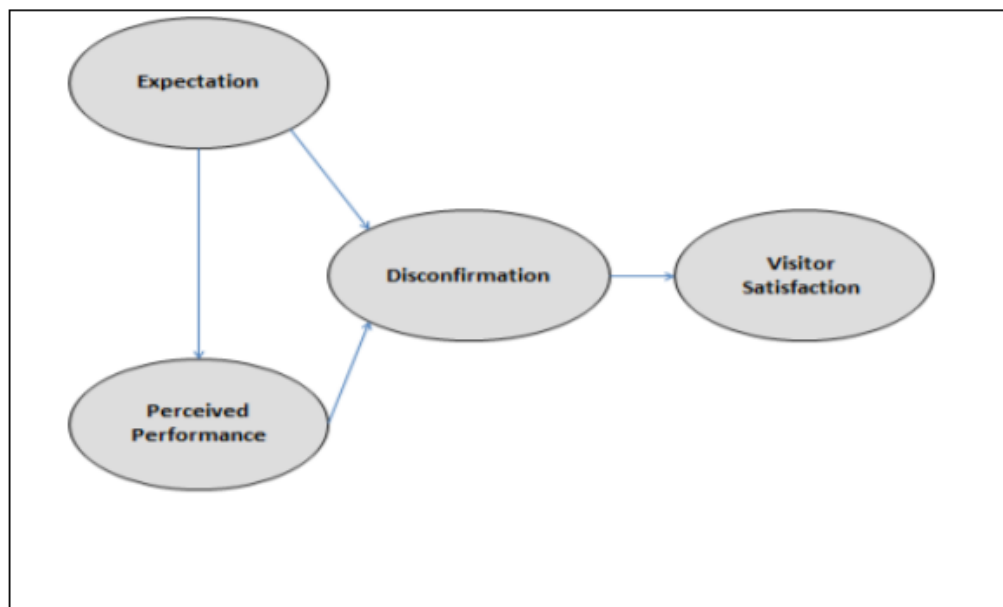 Expectation
Disconfirmation
Visitor
Satisfaction
Perceived
Performance